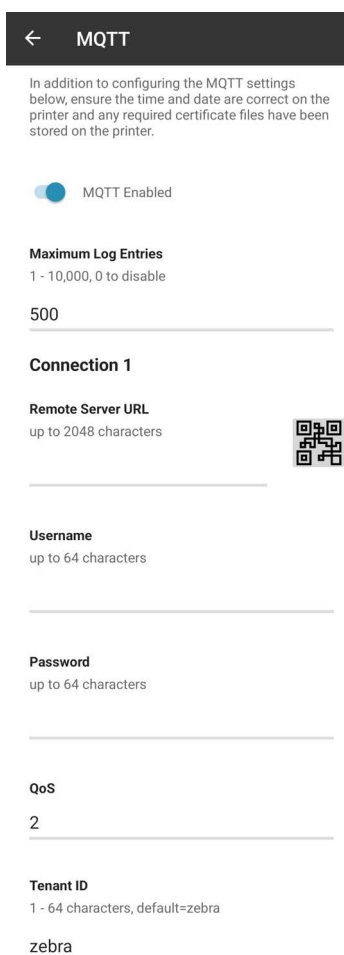 MQTT
In addition to configuring the MQTT settings
below, ensure the time and date are correct on the
printer and any required certificate files have been
stored on the printer.
MQTT Enabled
Maximum Log Entries
1 - 10,000, 0 to disable
500
Connection 1
Remote Server URL
up to 2048 characters
Username
up to 64 characters
Password
up to 64 characters
QoS
2
Tenant ID
1 - 64 characters, default=zebra
zebra